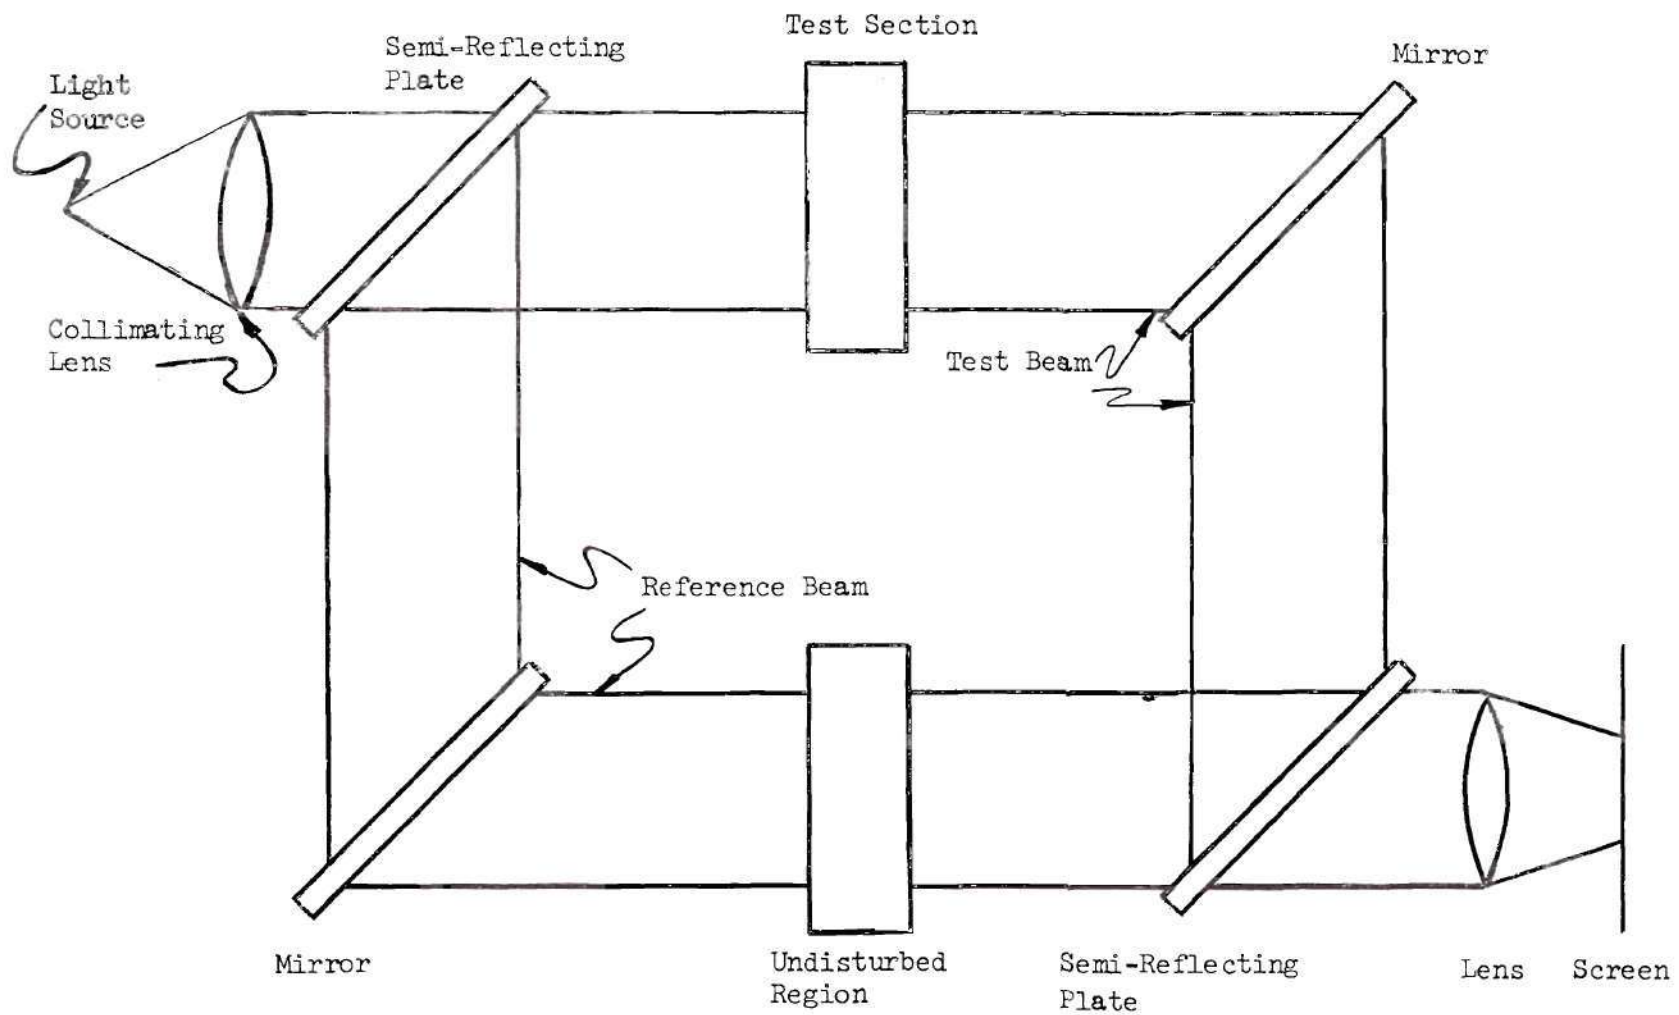 Test Section
Semi-Reflecting
Plate
Mirror
Light
Source
Collimating
Lens
Test Beam
Reference Beam
Mirror
Undisturbed
Region
Semi-Reflecting
Plate
Lens
Screen